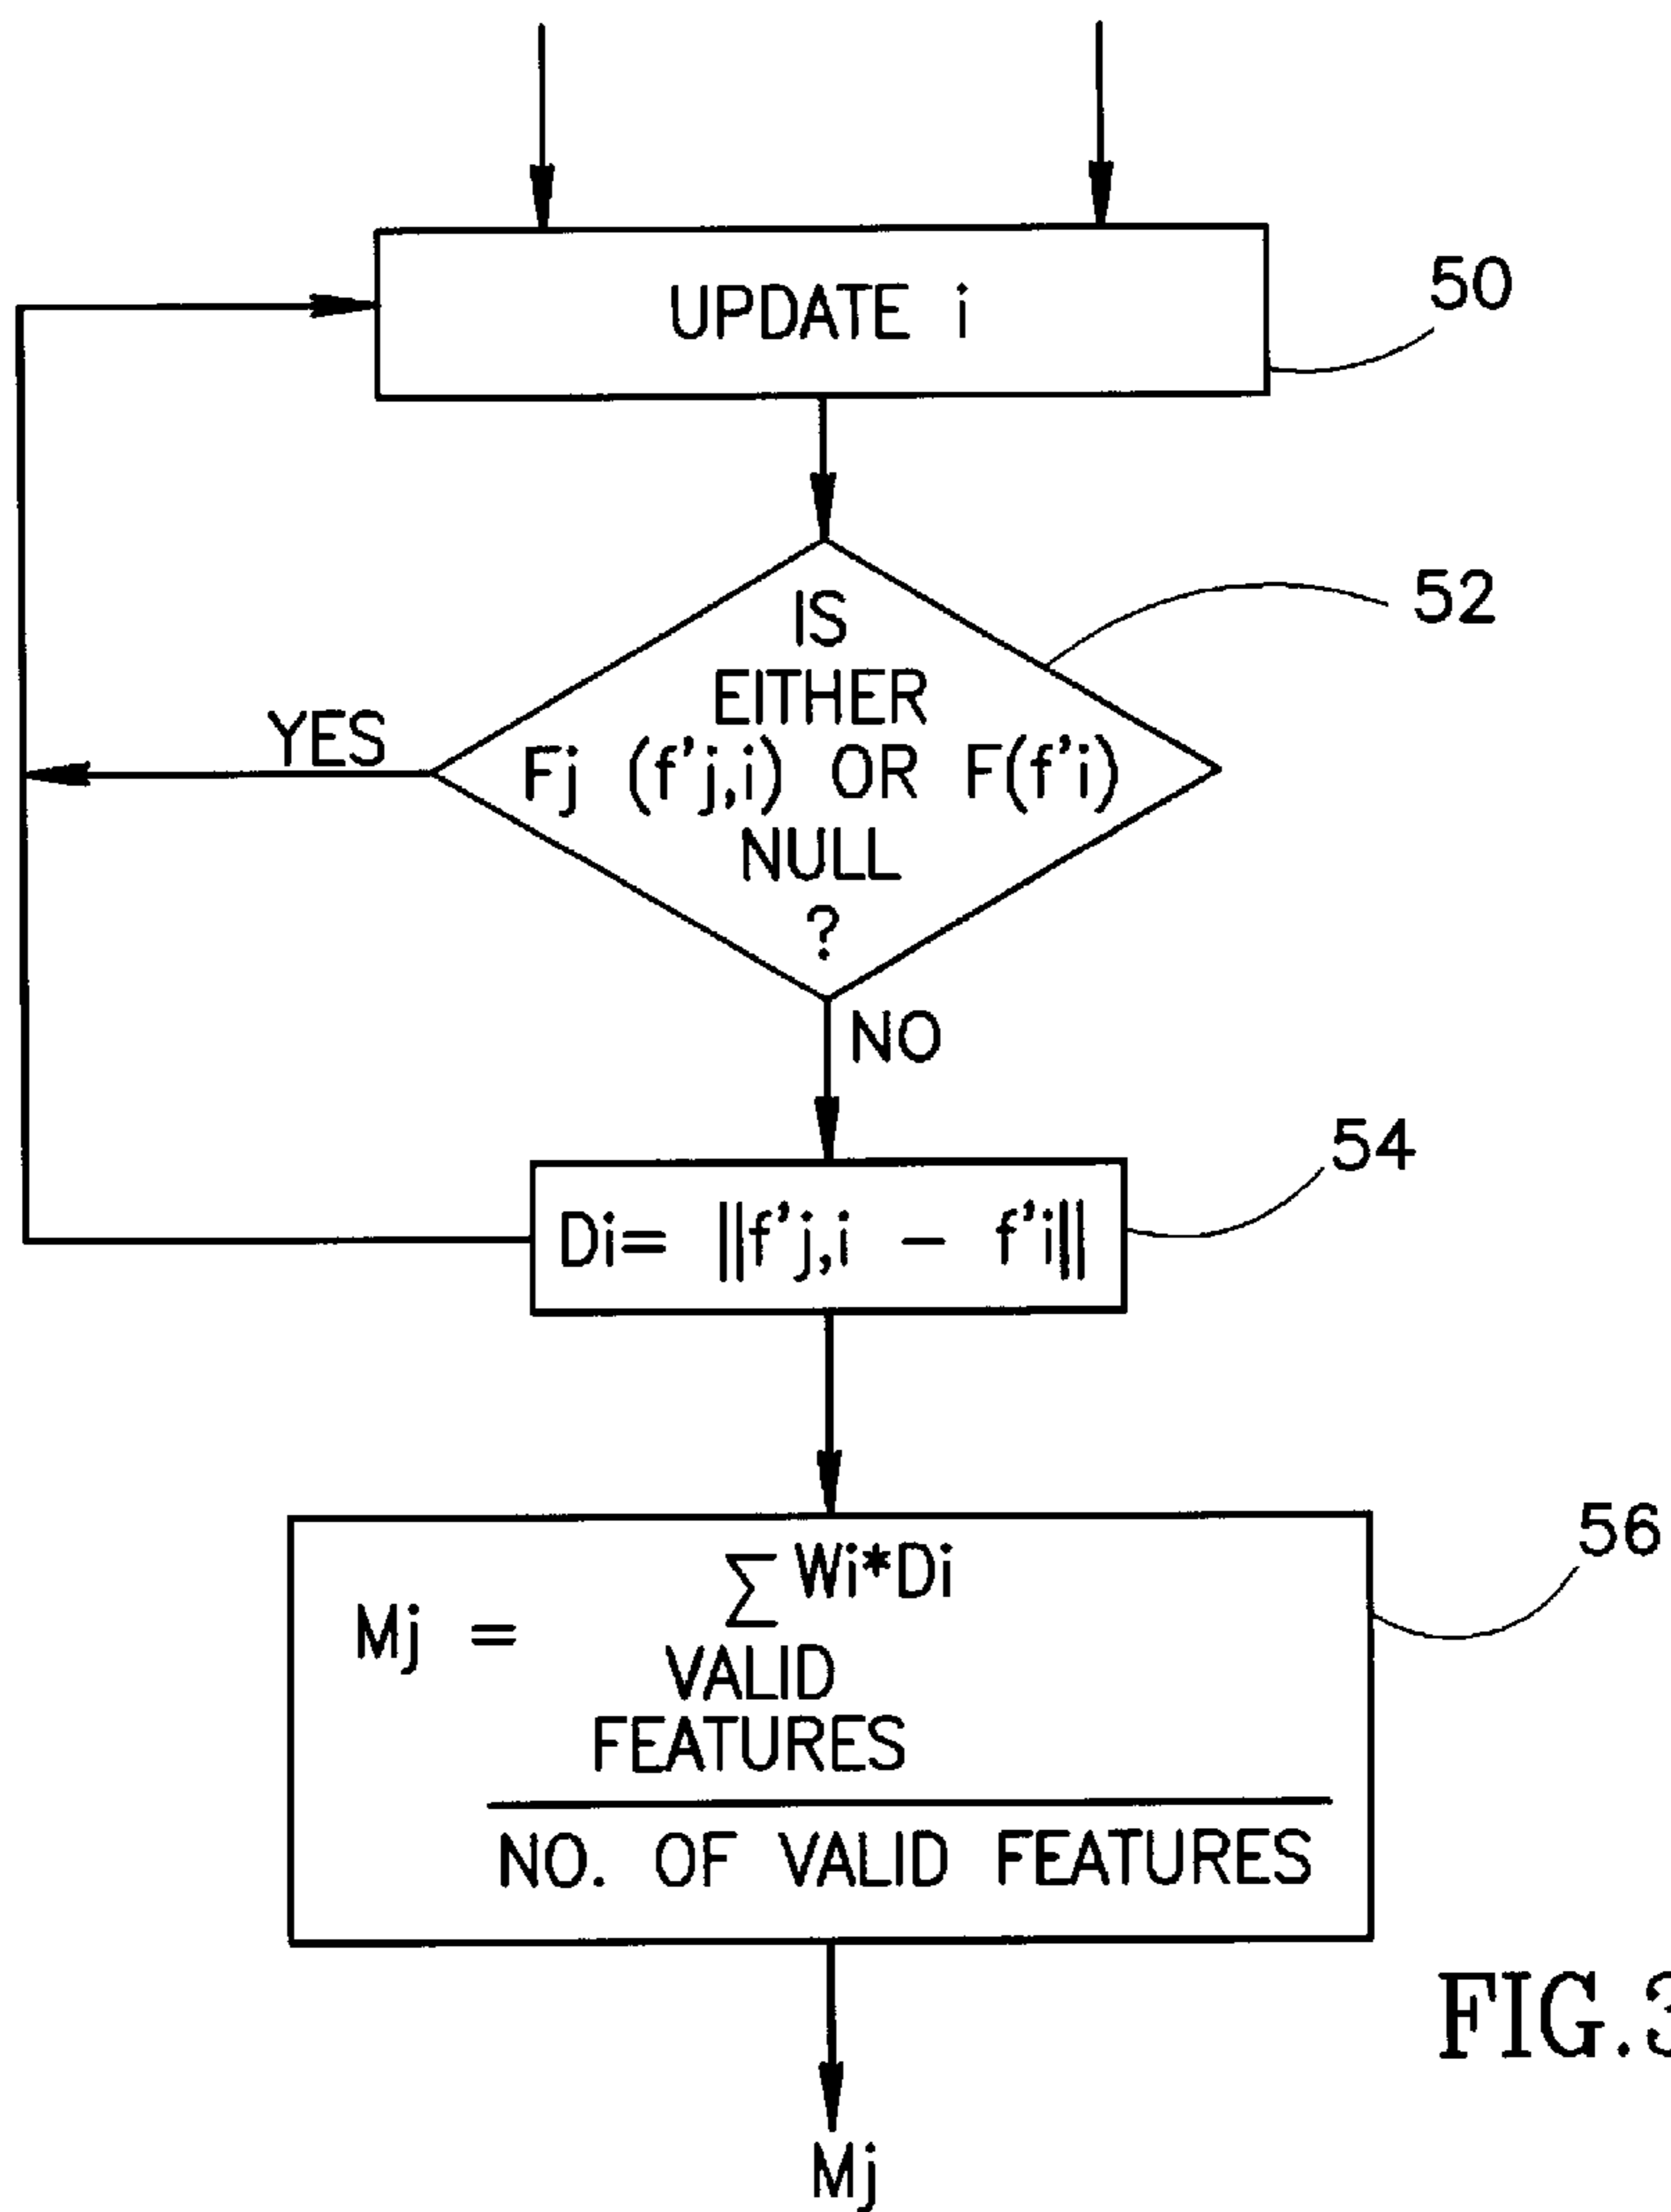 UPDATE i
50
IS
EITHER
Fj (f'j,i) OR F(f'i)
NULL
?
52
YES
NO
Di= ||f'j,i - f'i||
54
Mj = ∑ Wi*Di
VALID
FEATURES
NO. OF VALID FEATURES
56
FIG.3
Mj